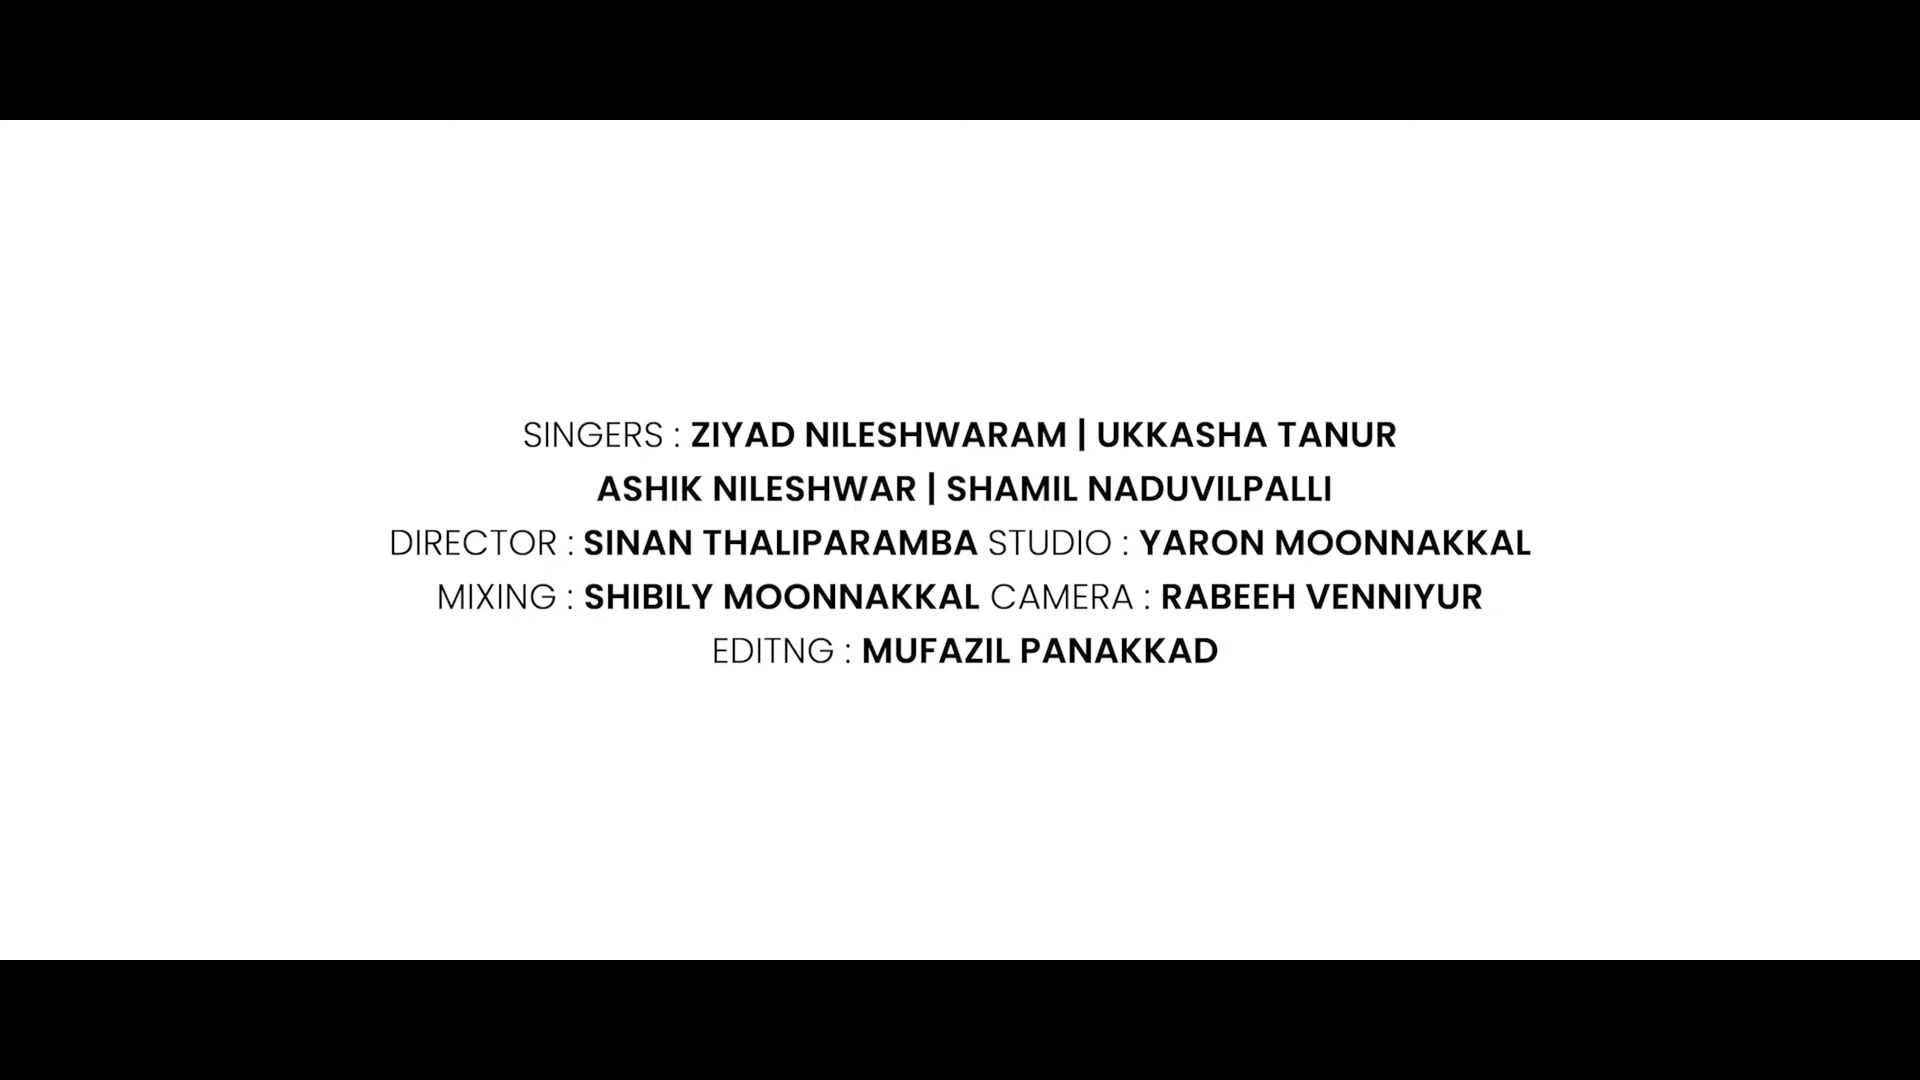 SINGERS : ZIYAD NILESHWARAM | UKKASHA TANUR
ASHIK NILESHWAR | SHAMIL NADUVILPALLI
DIRECTOR : SINAN THALIPARAMBA STUDIO : YARON MOONNAKKAL
MIXING : SHIBILY MOONNAKKAL CAMERA : RABEEH VENNIYUR
EDITNG : MUFAZIL PANAKKAD